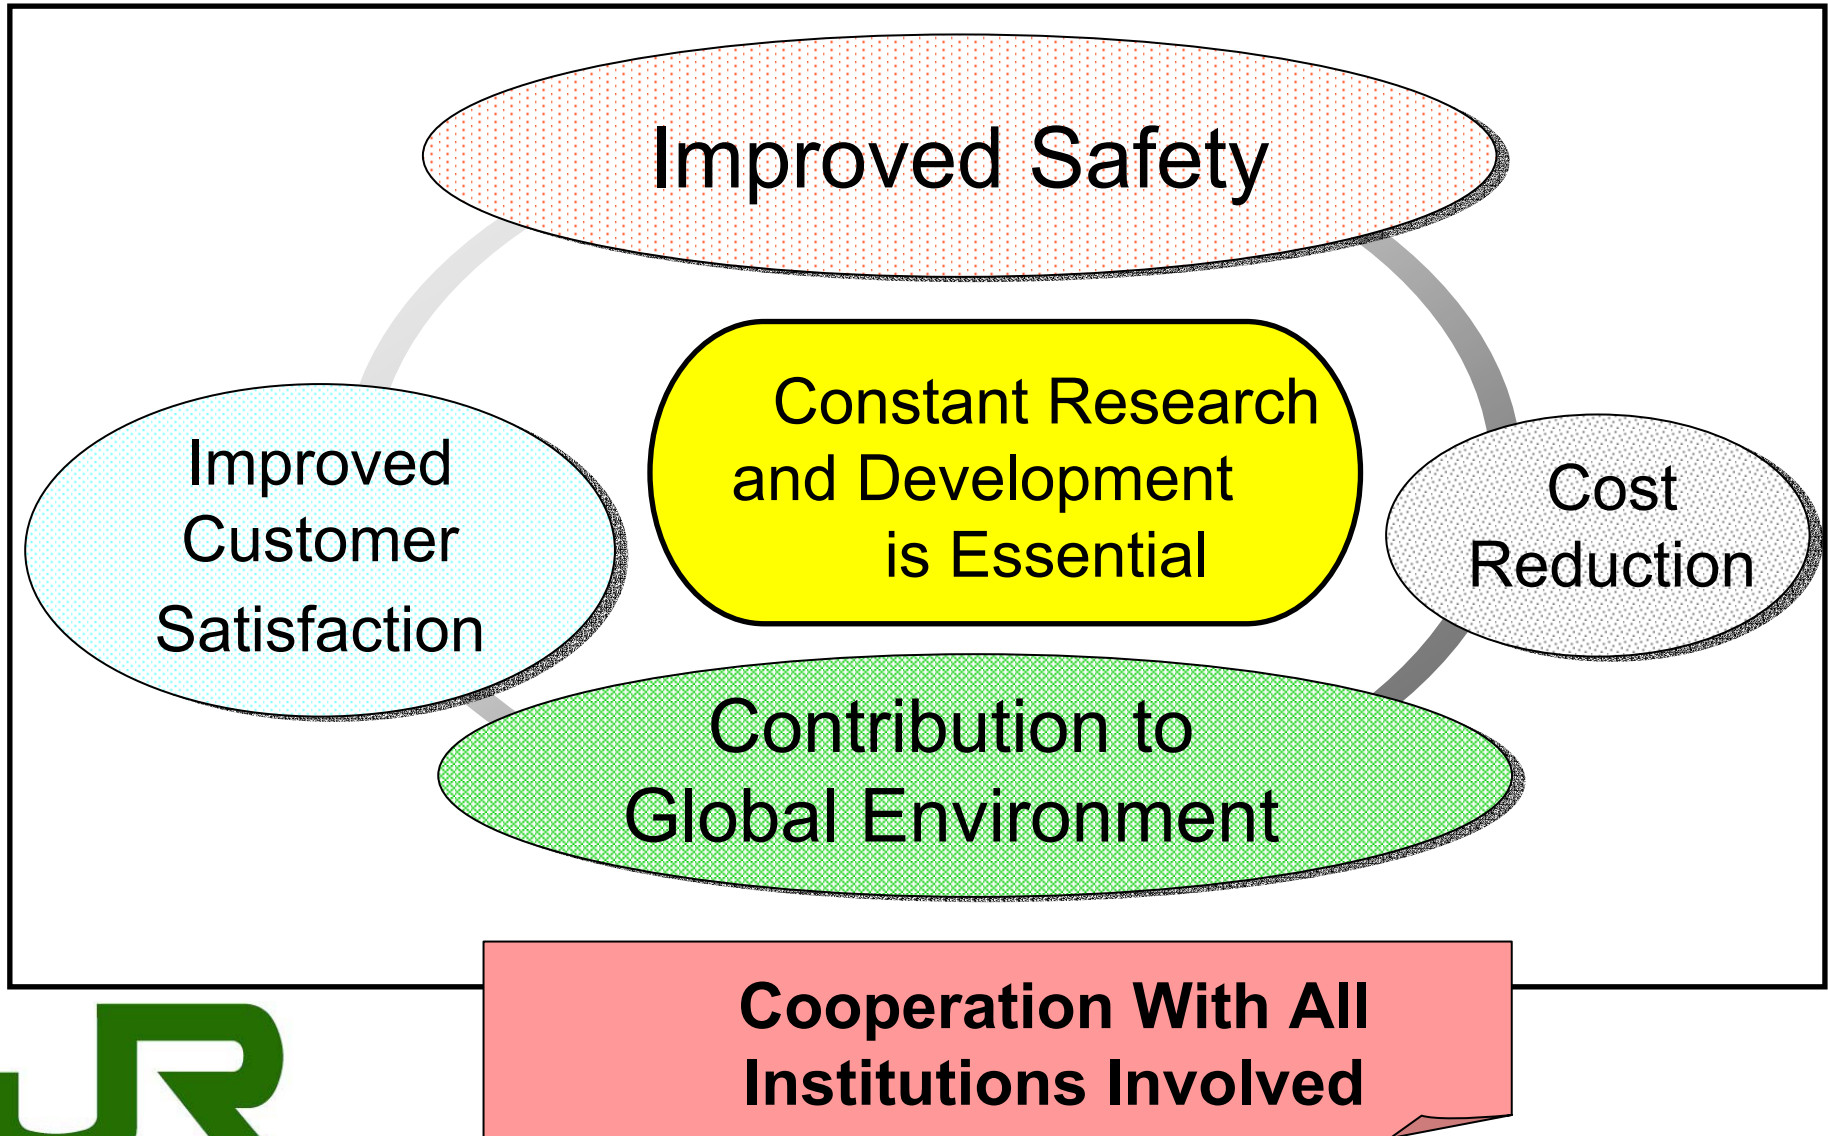 Improved Safety
Constant Research
and Development
is Essential
Improved
Customer
Satisfaction
Cost
Reduction
Contribution to
Global Environment
Cooperation With All
Institutions Involved
JR